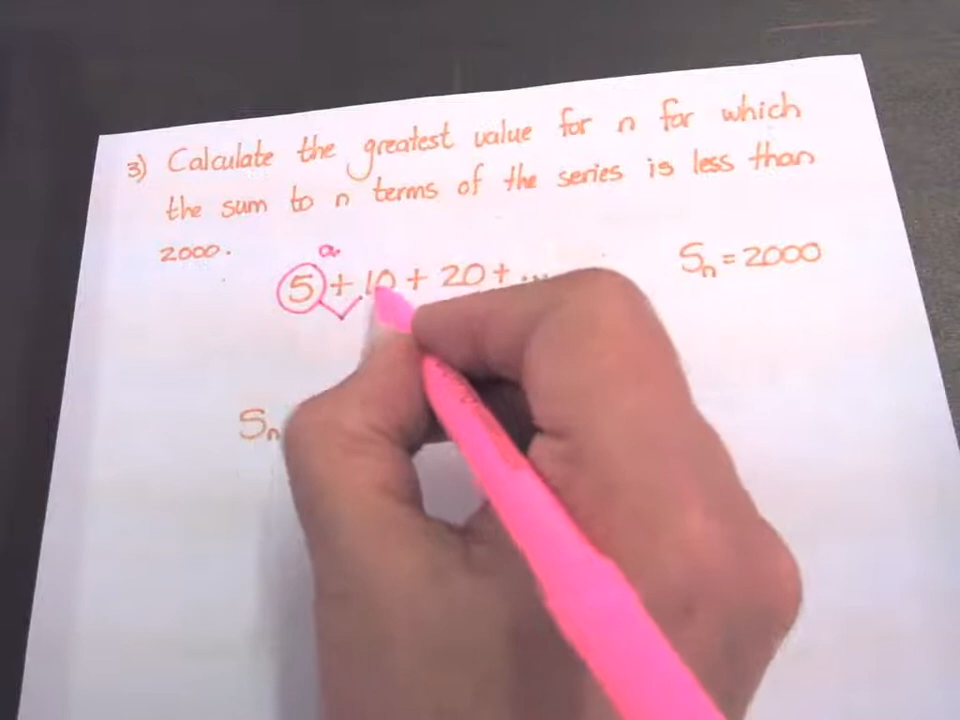 3) Calculate the greatest value for n for which
the sum to n terms of the series is less than
2000.
a
5 + 10 + 20 + ...
Sn = 2000
Sn